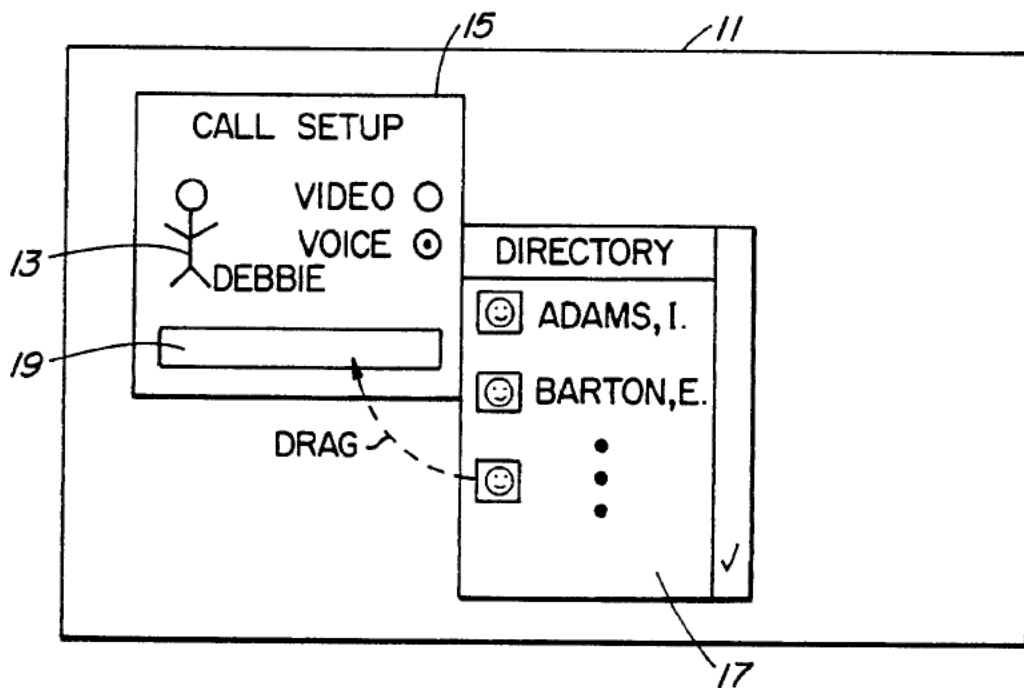 15
11
CALL SETUP
VIDEO
VOICE
13
DEBBIE
DIRECTORY
ADAMS, I.
19
BARTON, E.
DRAG
17